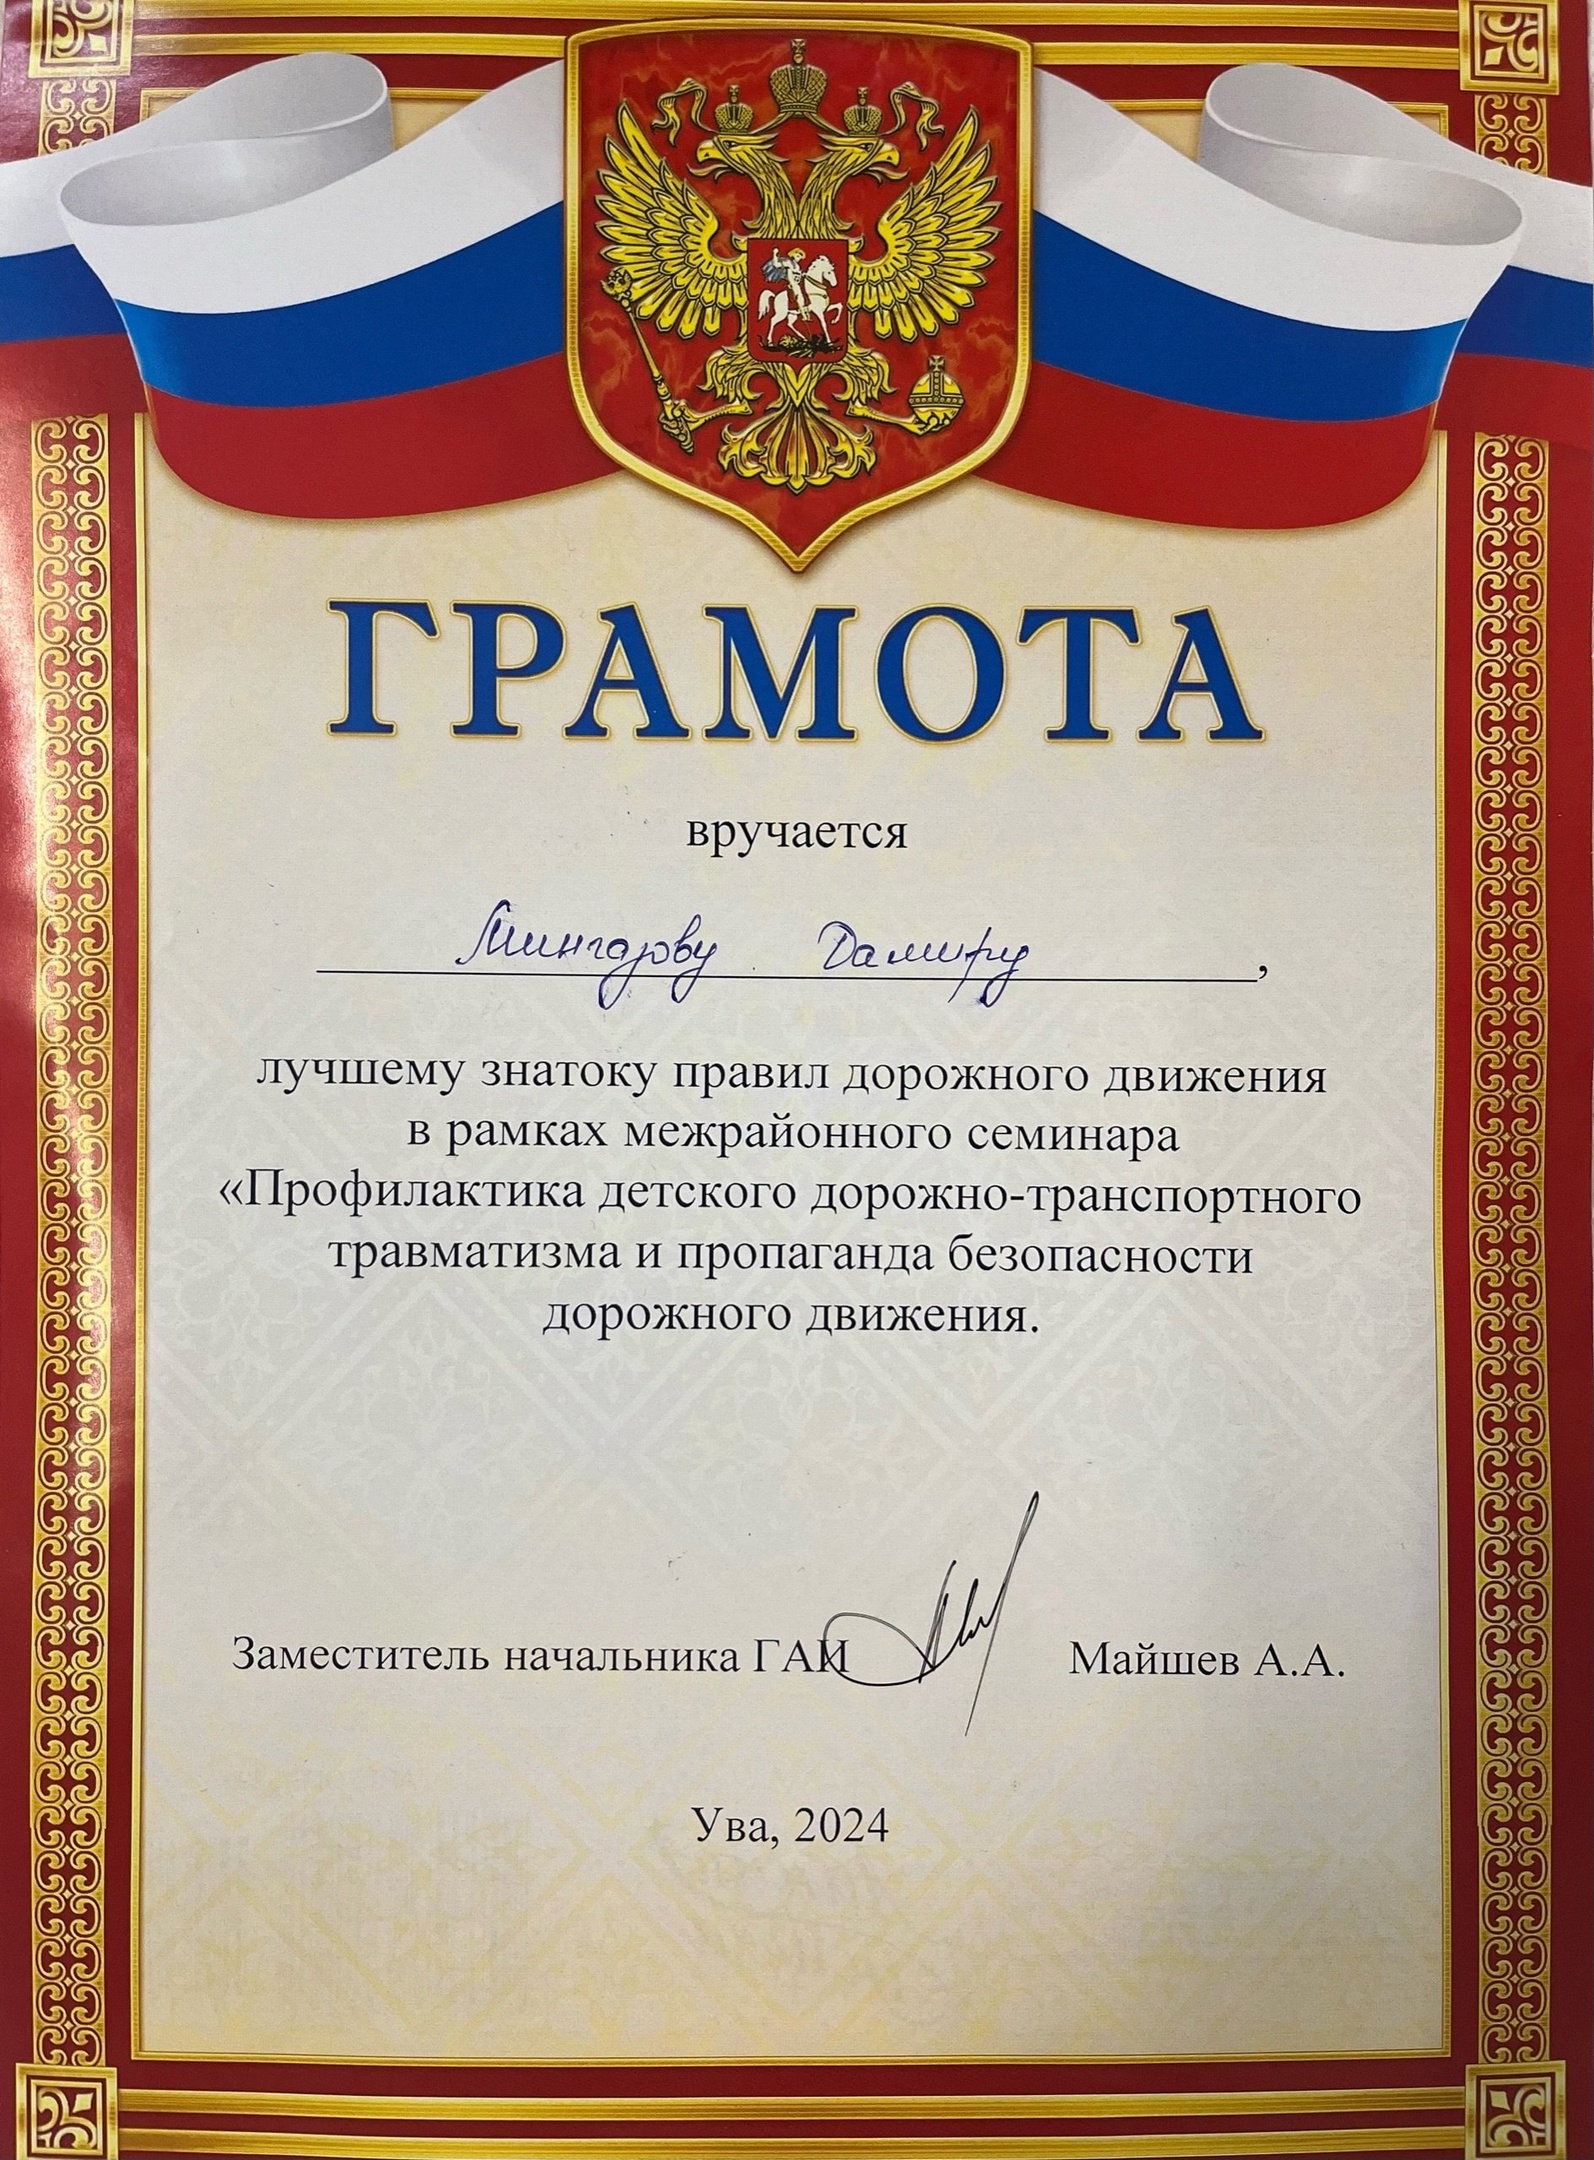 ГРАМОТА
вручается
Мингазову Дамиру,
лучшему знатоку правил дорожного движения
в рамках межрайонного семинара
«Профилактика детского дорожно-транспортного
травматизма и пропаганда безопасности
дорожного движения.
Заместитель начальника ГАИ Майшев А.А.
Ува, 2024